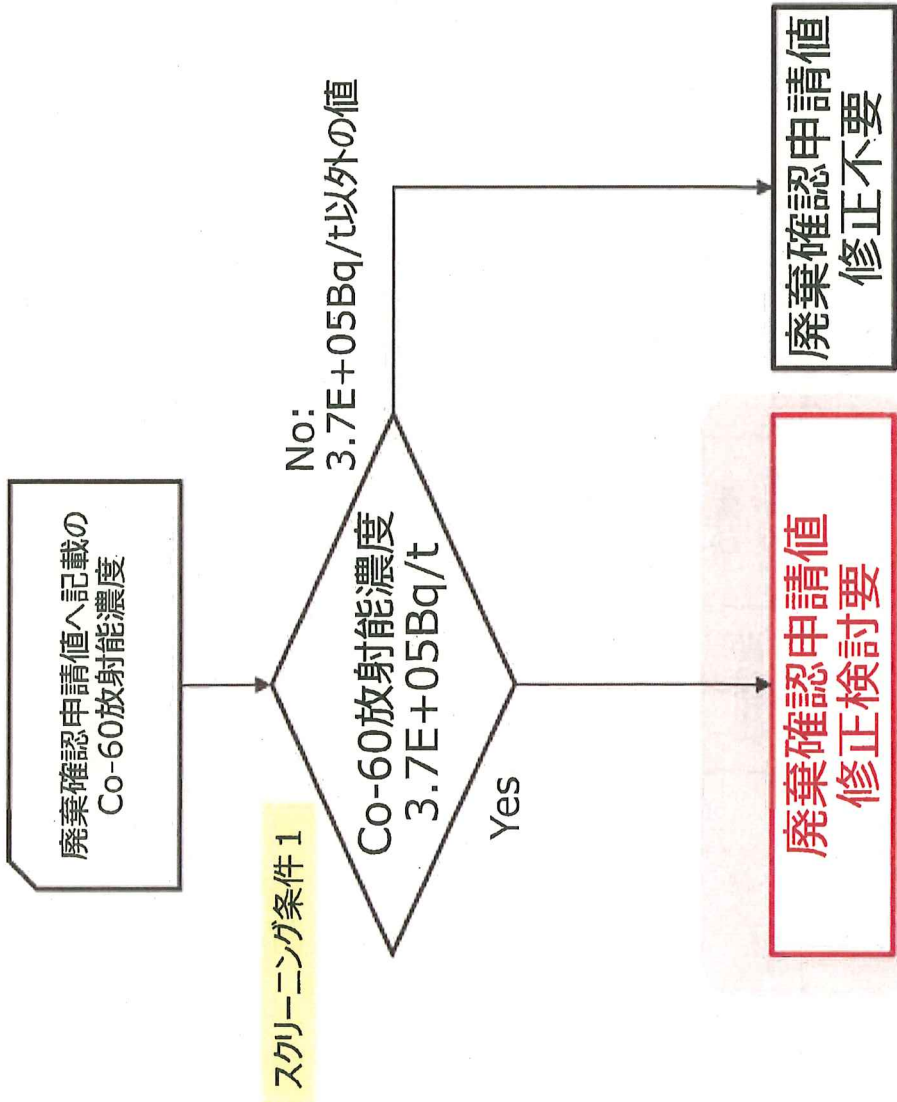 廃棄確認申請値へ記載の
Co-60放射能濃度
スクリーニング条件1
Co-60放射能濃度
3.7E+05Bq/t
No:
3.7E+05Bq/t以外の値
Yes
廃棄確認申請値
修正検討要
廃棄確認申請値
修正不要